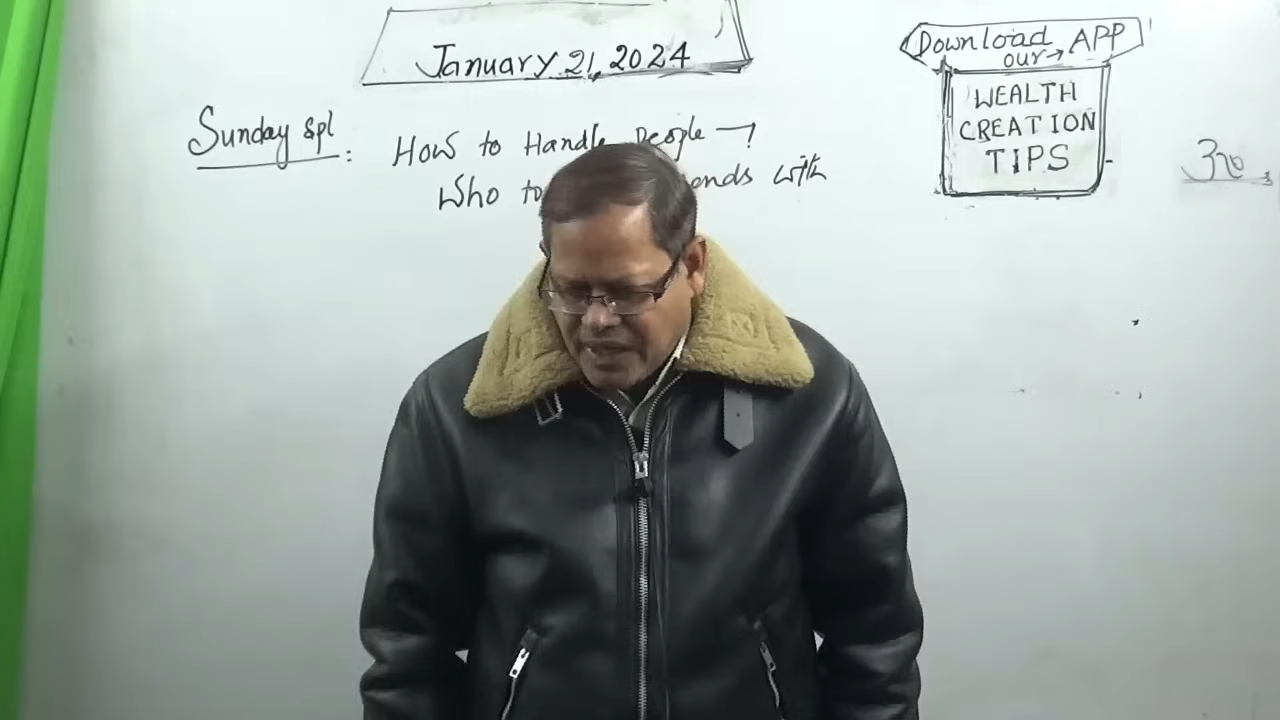 January 21, 2024
Download APP
our→
WEALTH
CREATION
TIPS
Sunday Spl :
How to Handle People →
Who to ends with